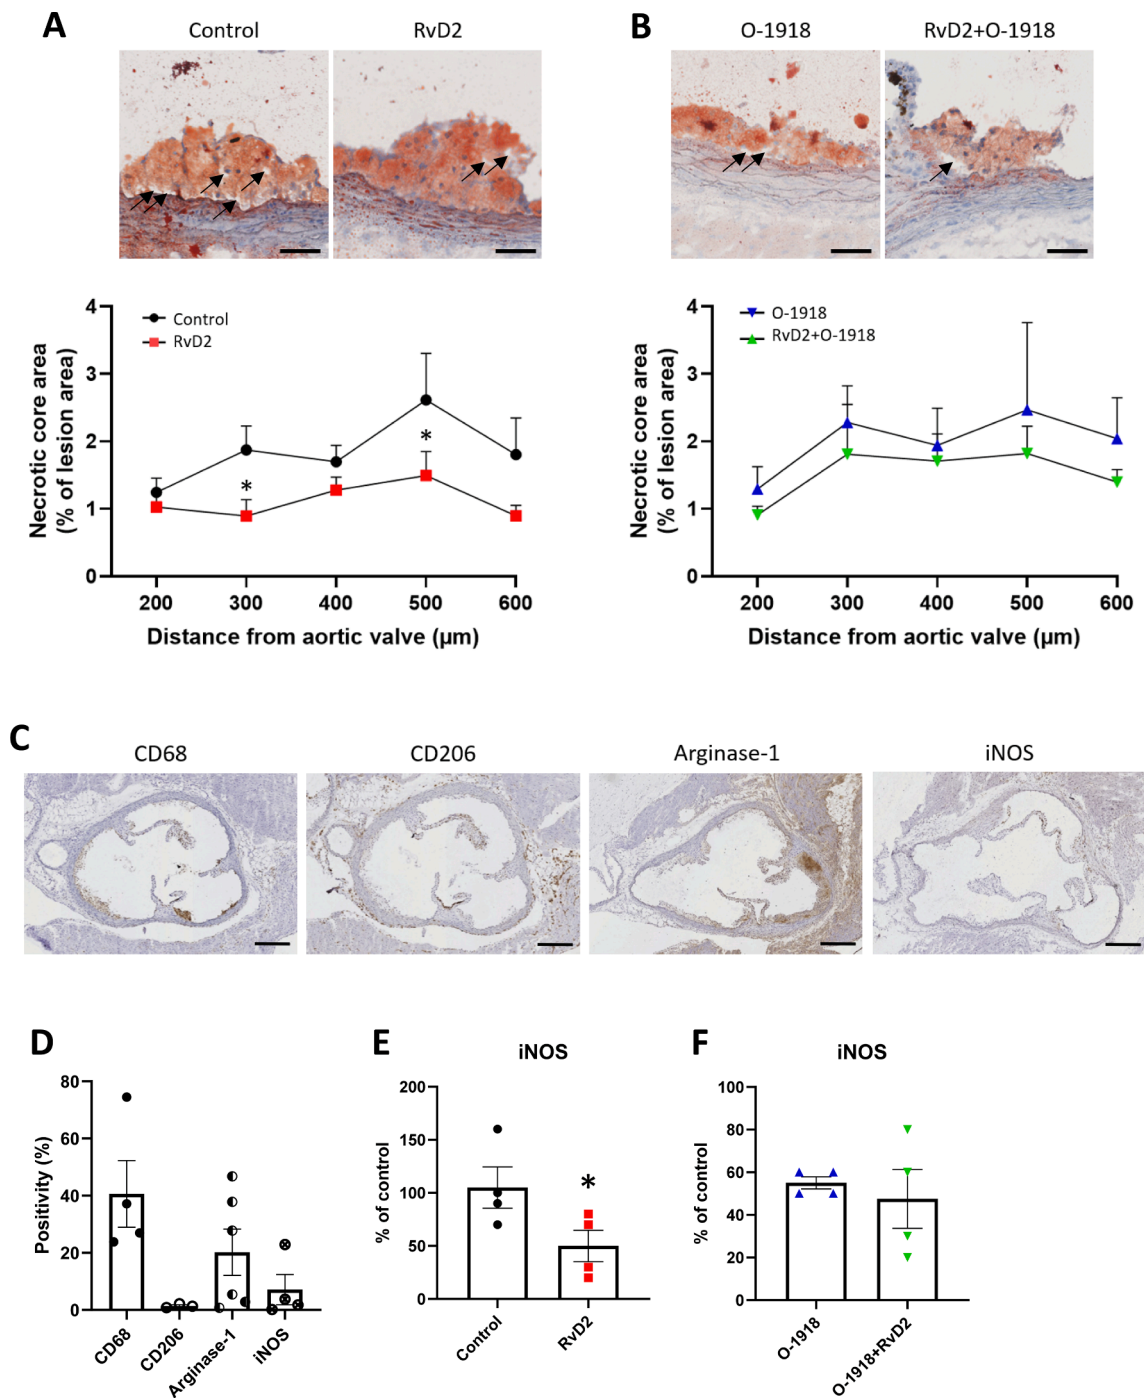 A
Control
RvD2
B
O-1918
RvD2+O-1918
4
3
2
1
0
Necrotic core area
(% of lesion area)
Control
RvD2
*
*
200
300
400
500
600
Distance from aortic valve (µm)
4
3
2
1
0
Necrotic core area
(% of lesion area)
O-1918
RvD2+O-1918
200
300
400
500
600
Distance from aortic valve (µm)
C
CD68
CD206
Arginase-1
iNOS
D
80
60
40
20
0
Positivity (%)
CD68
CD206
Arginase-1
iNOS
E
iNOS
200
150
100
50
0
% of control
*
Control
RvD2
F
iNOS
100
80
60
40
20
0
% of control
O-1918
O-1918+RvD2